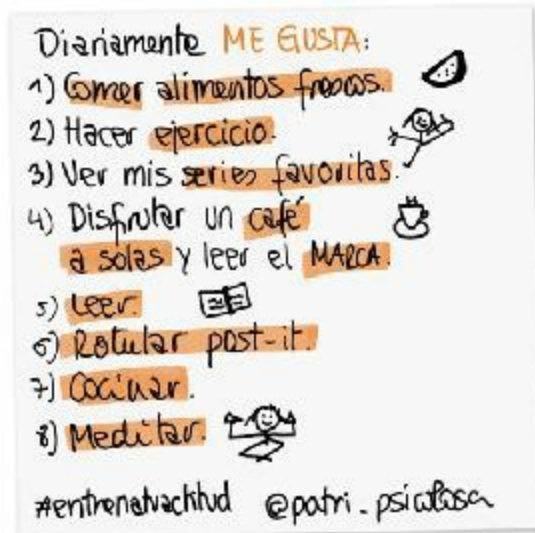 Diariamente ME GUSTA:
1) Comer alimentos frescos.
2) Hacer ejercicio.
3) Ver mis series favoritas.
4) Disfrutar un café
a solas y leer el MARCA.
5) Leer.
6) Rotular post-it.
7) Cocinar.
8) Meditar.
#entrenatuactitud @patri_psicologa